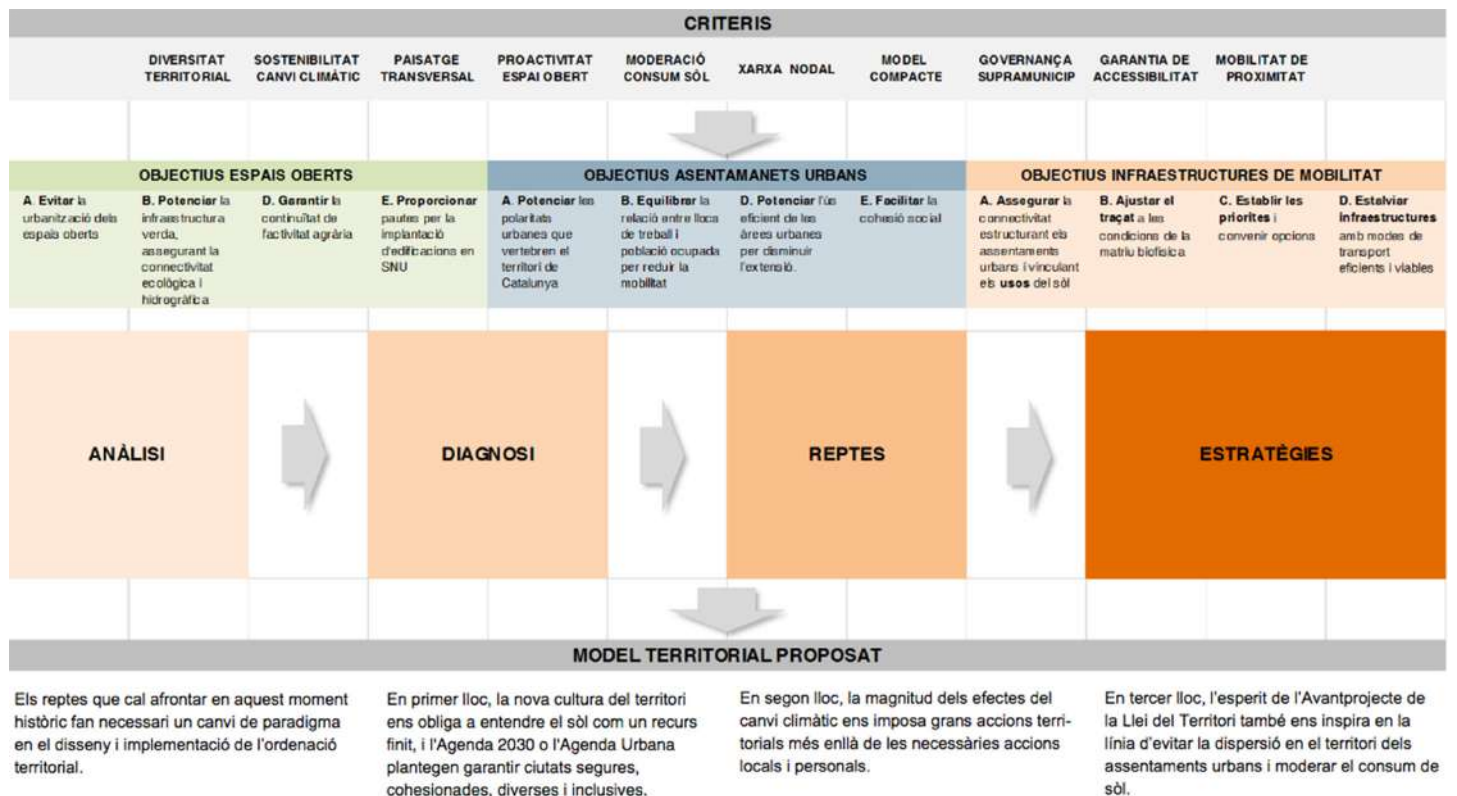 CRITERIS
DIVERSITAT
TERRITORIAL
SOSTENIBILITAT
CANVI CLIMÀTIC
PAISATGE
TRANSVERSAL
PROACTIVITAT
ESPAI OBERT
MODERACIÓ
CONSUM SÒL
XARXA NODAL
MODEL
COMPACTE
GOVERNANÇA
SUPRAMUNICIP
GARANTIA DE
ACCESSIBILITAT
MOBILITAT DE
PROXIMITAT
OBJECTIUS ESPAIS OBERTS
A. Evitar la
urbanització dels
espais oberts
B. Potenciar la
infraestructura
verda,
assegurant la
connectivitat
ecològica i
hidrogràfica
D. Garantir la
continuïtat de
l'activitat agrària
E. Proporcionar
pautes per la
implantació
d'edificacions en
SNU
OBJECTIUS ASENTAMANETS URBANS
A. Potenciar les
polaritats
urbanes que
vertebren el
territori de
Catalunya
B. Equilibrar la
relació entre llocs
de treball i
població ocupada
per reduir la
mobilitat
D. Potenciar l'ús
eficient de les
àrees urbanes
per disminuir
l'extensió.
E. Facilitar la
cohesió social
OBJECTIUS INFRAESTRUCTURES DE MOBILITAT
A. Assegurar la
connectivitat
estructurant els
assentaments
urbans i vinculant
els usos del sòl
B. Ajustar el
traçat a les
condicions de la
matriu biofísica
C. Establir les
priorites i
convenir opcions
D. Estalviar
infraestructures
amb modes de
transport
eficients i viables
ANÀLISI
DIAGNOSI
REPTES
ESTRATÈGIES
MODEL TERRITORIAL PROPOSAT
Els reptes que cal afrontar en aquest moment
històric fan necessari un canvi de paradigma
en el disseny i implementació de l'ordenació
territorial.
En primer lloc, la nova cultura del territori
ens obliga a entendre el sòl com un recurs
finit, i l'Agenda 2030 o l'Agenda Urbana
plantegen garantir ciutats segures,
cohesionades, diverses i inclusives.
En segon lloc, la magnitud dels efectes del
canvi climàtic ens imposa grans accions terri-
torials més enllà de les necessàries accions
locals i personals.
En tercer lloc, l'esperit de l'Avantprojecte de
la Llei del Territori també ens inspira en la
línia d'evitar la dispersió en el territori dels
assentaments urbans i moderar el consum de
sòl.